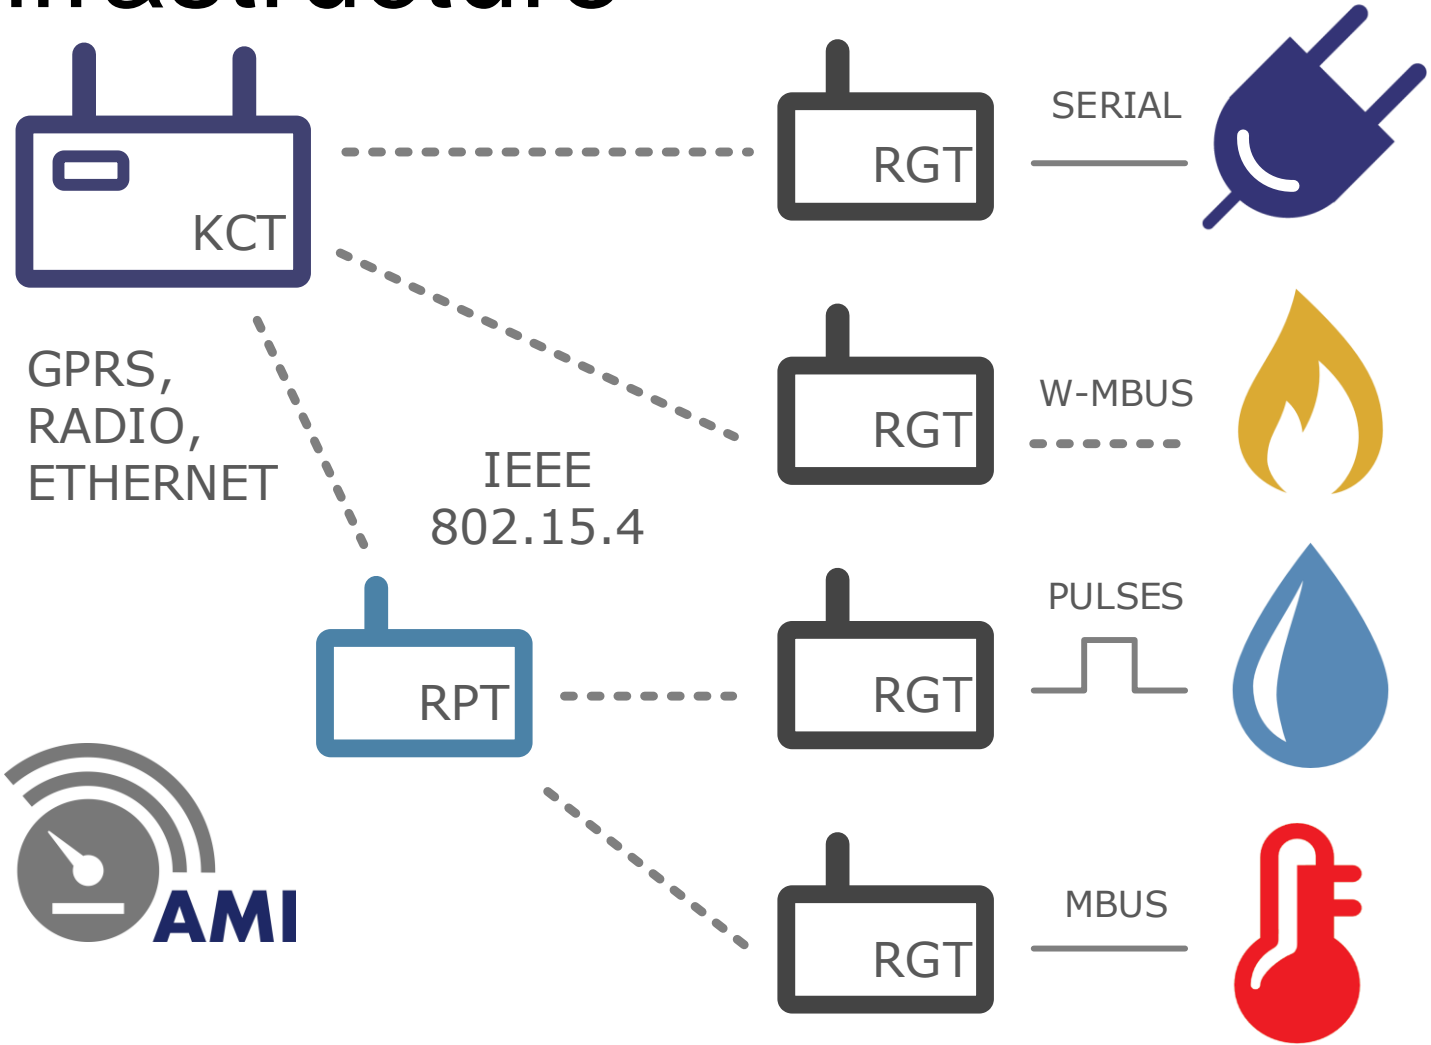 KCT
RGT
SERIAL
GPRS,
RADIO,
ETHERNET
IEEE
802.15.4
RGT
W-MBUS
RPT
RGT
PULSES
AMI
RGT
MBUS